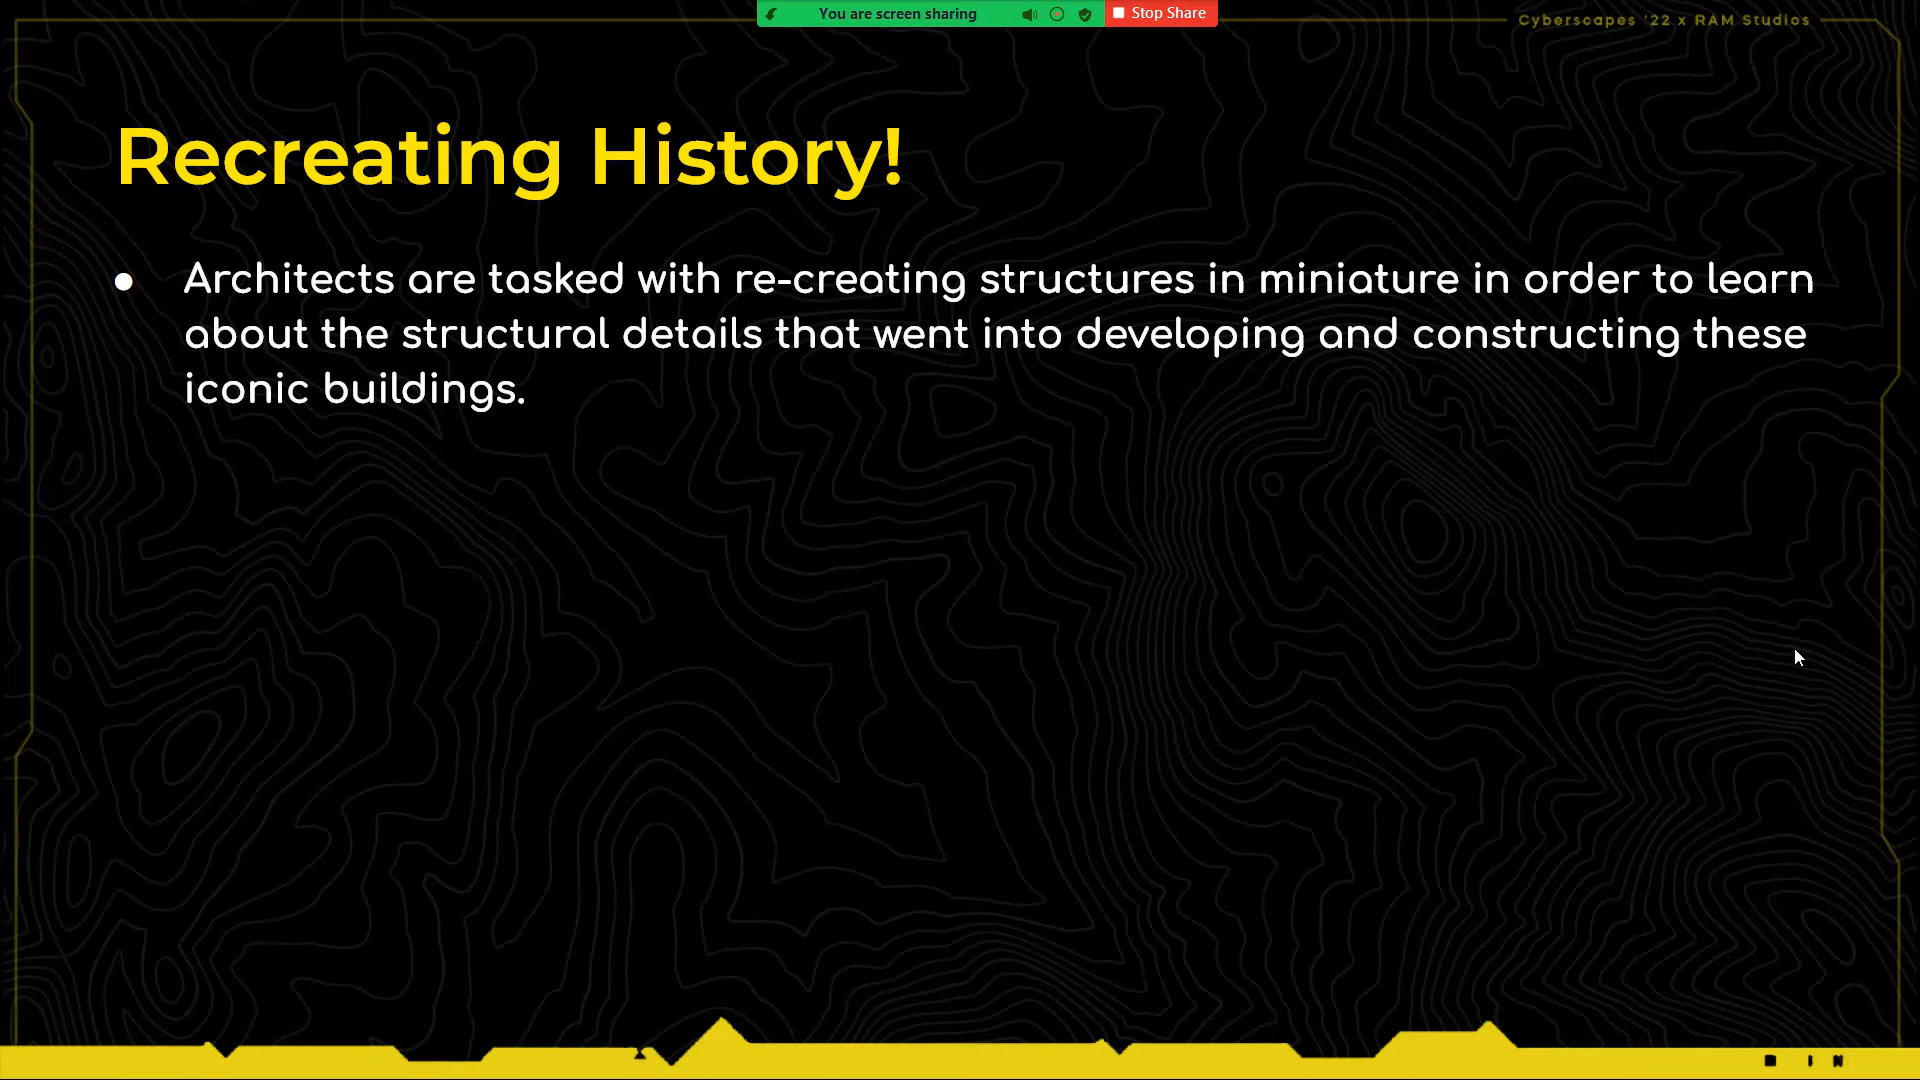 You are screen sharing
Stop Share
Cyberscapes '22 x RAM Studios
Recreating History!
● Architects are tasked with re-creating structures in miniature in order to learn
about the structural details that went into developing and constructing these
iconic buildings.